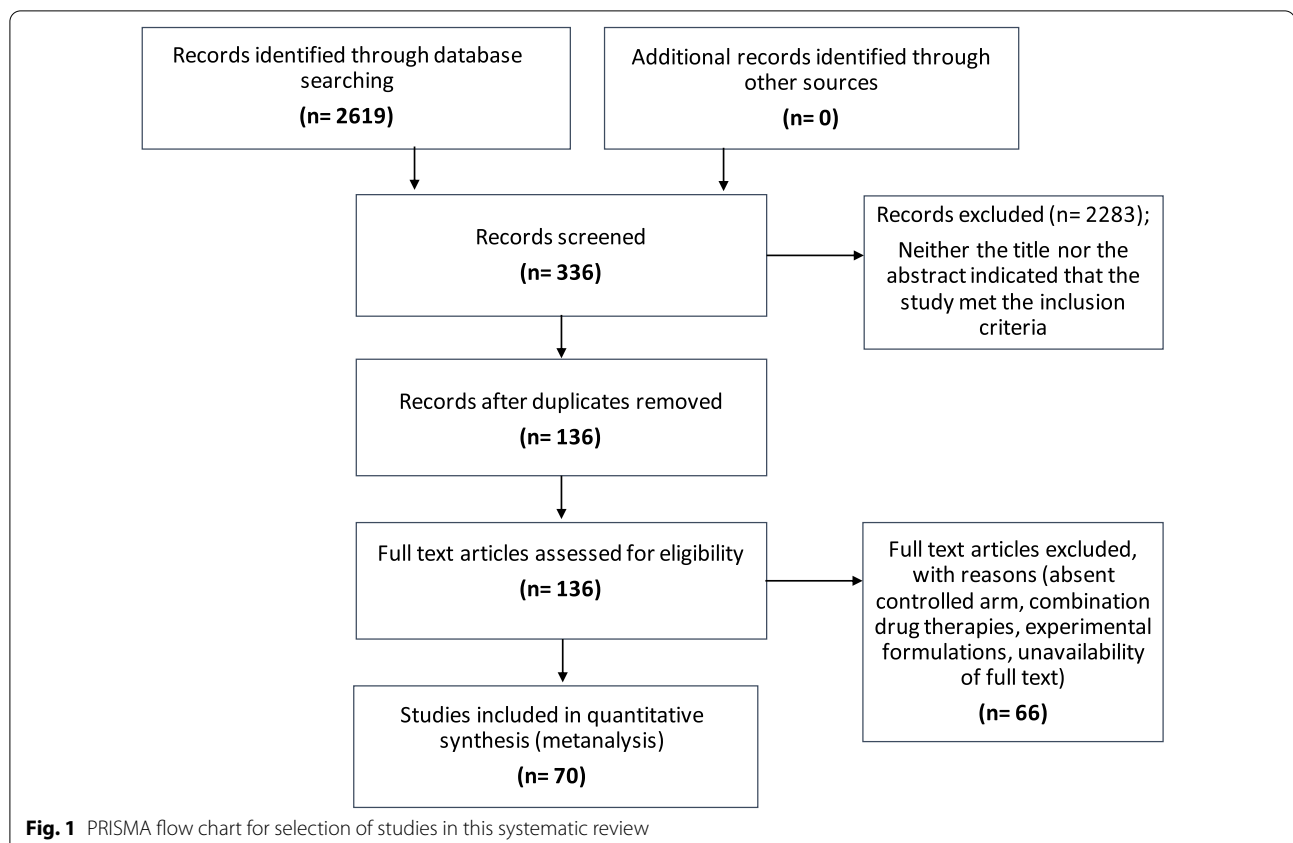 Records identified through database
searching
(n= 2619)
Additional records identified through
other sources
(n= 0)
Records screened
(n= 336)
Records excluded (n= 2283);
Neither the title nor the
abstract indicated that the
study met the inclusion
criteria
Records after duplicates removed
(n= 136)
Full text articles assessed for eligibility
(n= 136)
Full text articles excluded,
with reasons (absent
controlled arm, combination
drug therapies, experimental
formulations, unavailability
of full text)
(n= 66)
Studies included in quantitative
synthesis (metanalysis)
(n= 70)
Fig. 1 PRISMA flow chart for selection of studies in this systematic review